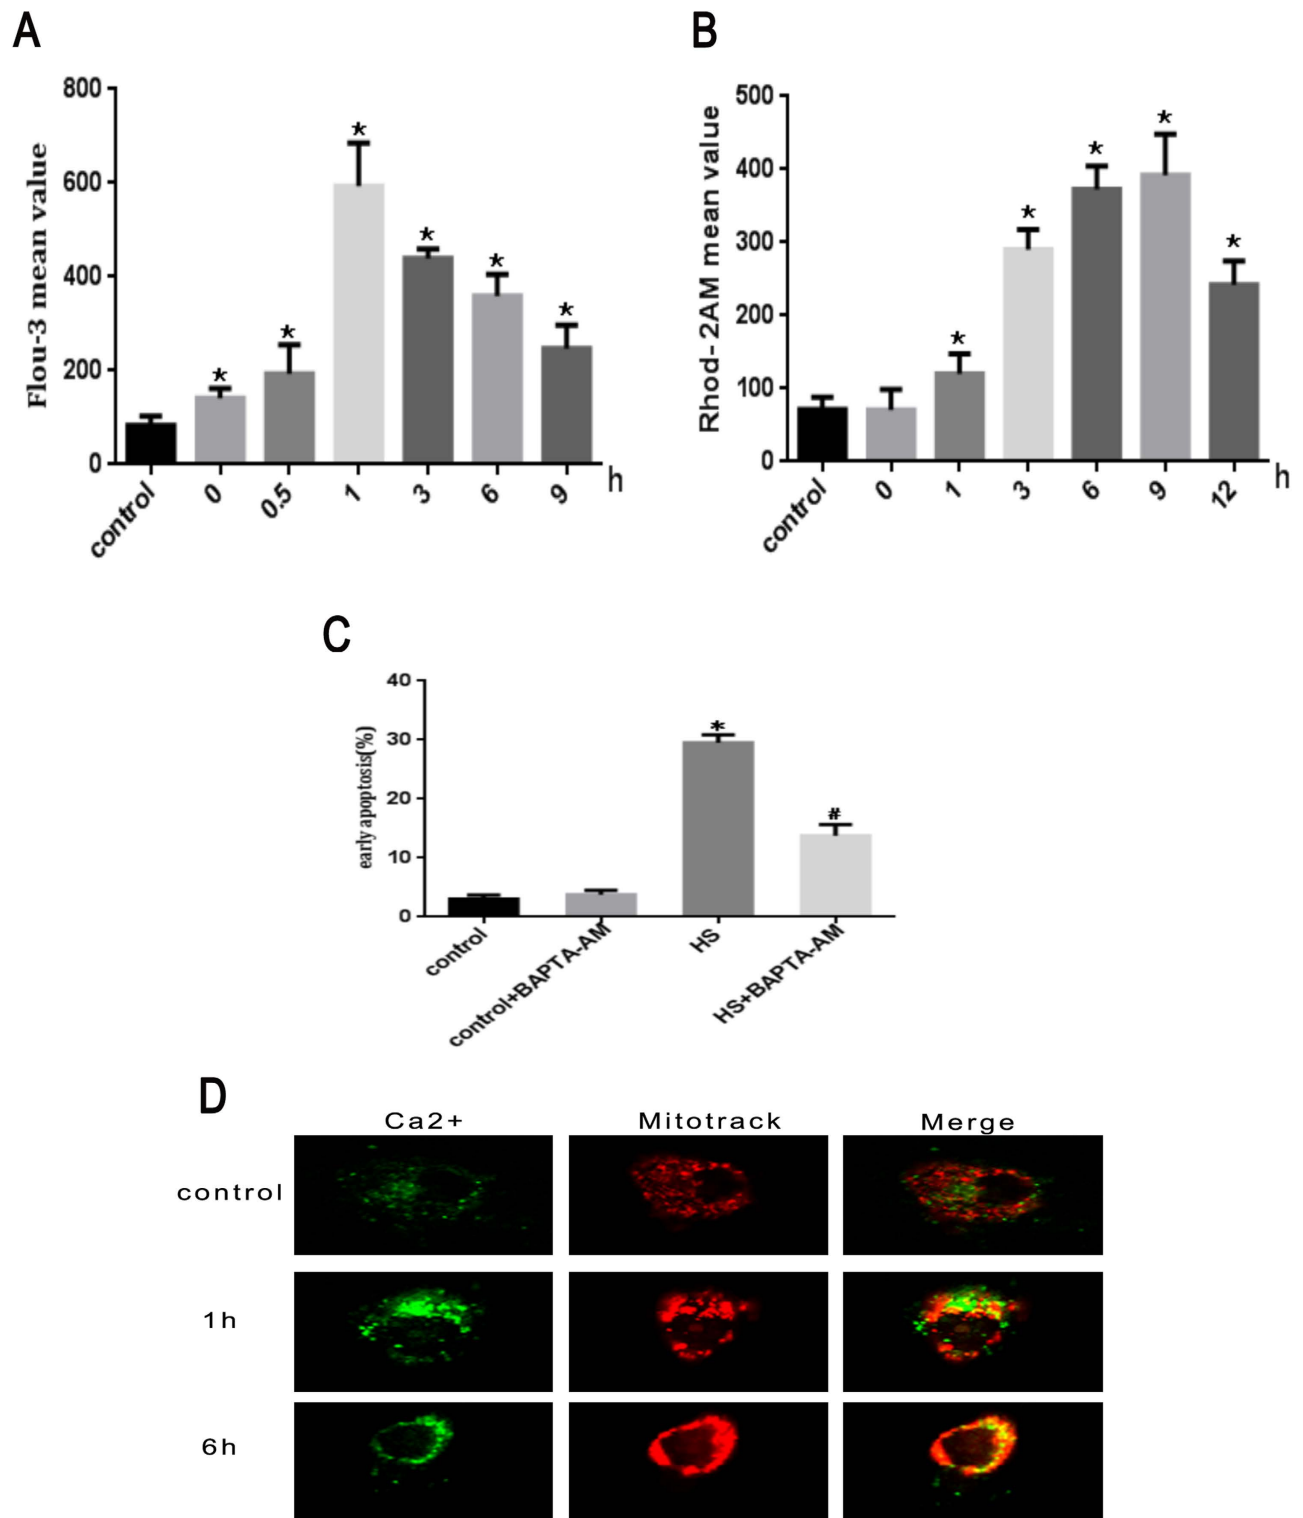 A
Flou-3 mean value
800
600
400
200
0
*
*
*
*
*
*
control
0
0.5
1
3
6
9
h
B
Rhod-2AM mean value
500
400
300
200
100
0
*
*
*
*
*
control
0
1
3
6
9
12
h
C
early apoptosis(%)
40
30
20
10
0
*
#
control
control+BAPTA-AM
HS
HS+BAPTA-AM
D
Ca2+ Mitotrack Merge
control
1h
6h